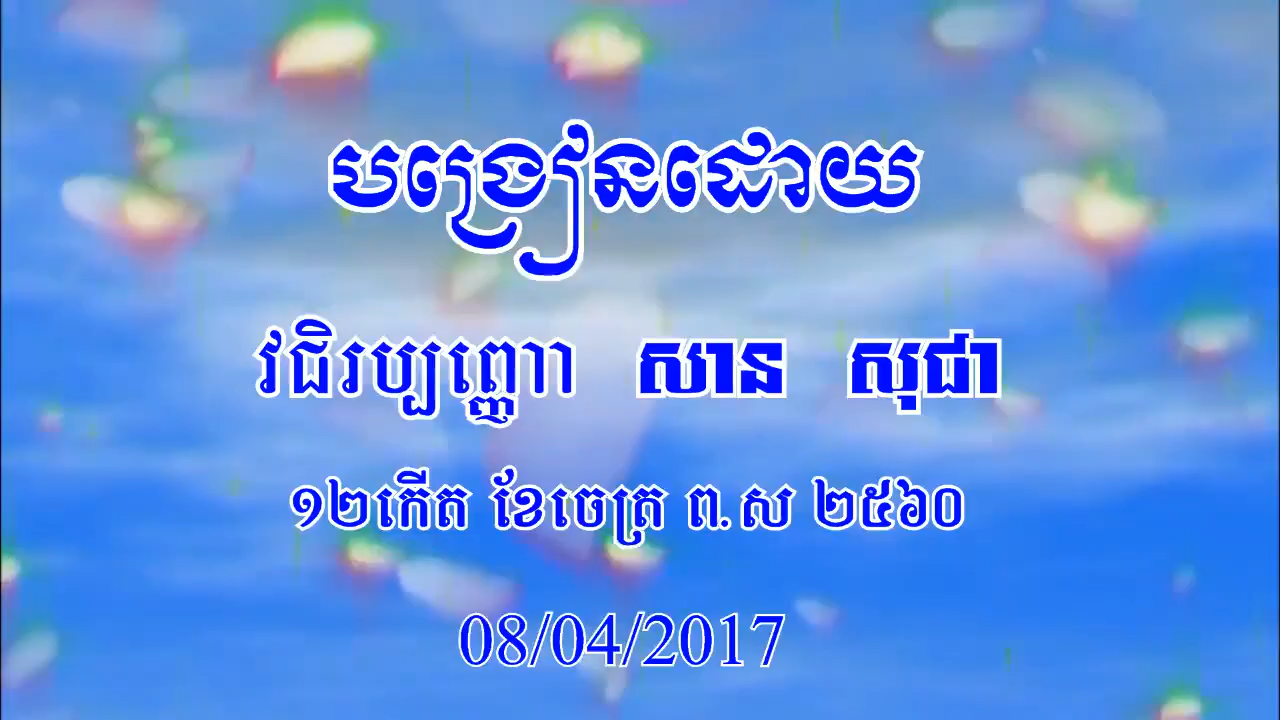 បង្រៀនដោយ
វជិរប្បញ្ញោ សាន សុជា
១២កើត ខែចេត្រ ព.ស ២៥៦០
08/04/2017